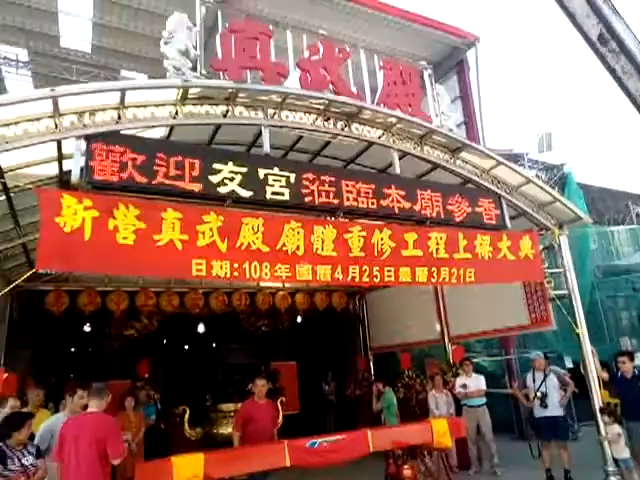 真武殿
歡迎友宮蒞臨本廟參香
新營真武殿廟體重修工程上樑大典
日期:108年國曆4月25日農曆3月21日